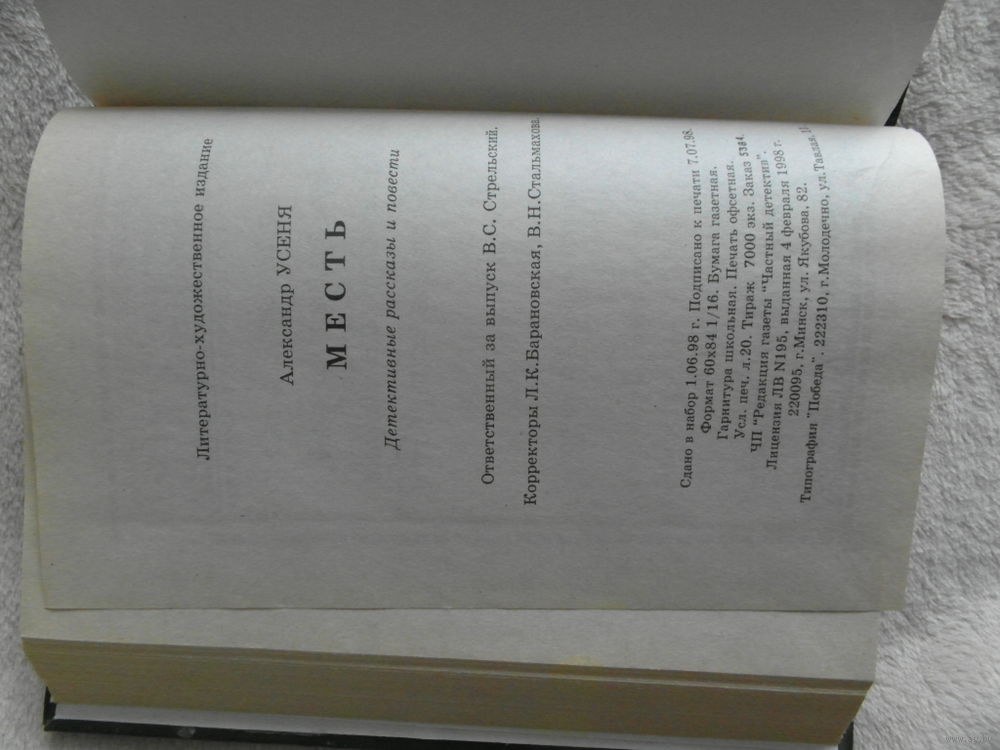 Литературно-художественное издание
Александр УСЕНЯ
МЕСТЬ
Детективные рассказы и повести
Ответственный за выпуск В.С. Стрельский.
Корректоры Л.К.Барановская, В.Н.Стальмахова.
Сдано в набор 1.06.98 г. Подписано к печати 7.07.98.
Формат 60x84 1/16. Бумага газетная.
Гарнитура школьная. Печать офсетная.
Усл. печ. л.20. Тираж 7000 экз. Заказ 5384.
ЧП "Редакция газеты "Частный детектив".
Лицензия ЛВ N195, выданная 4 февраля 1998 г.
220095, г.Минск, ул. Якубова, 82.
Типография "Победа". 222310, г.Молодечно, ул.Тавлая,